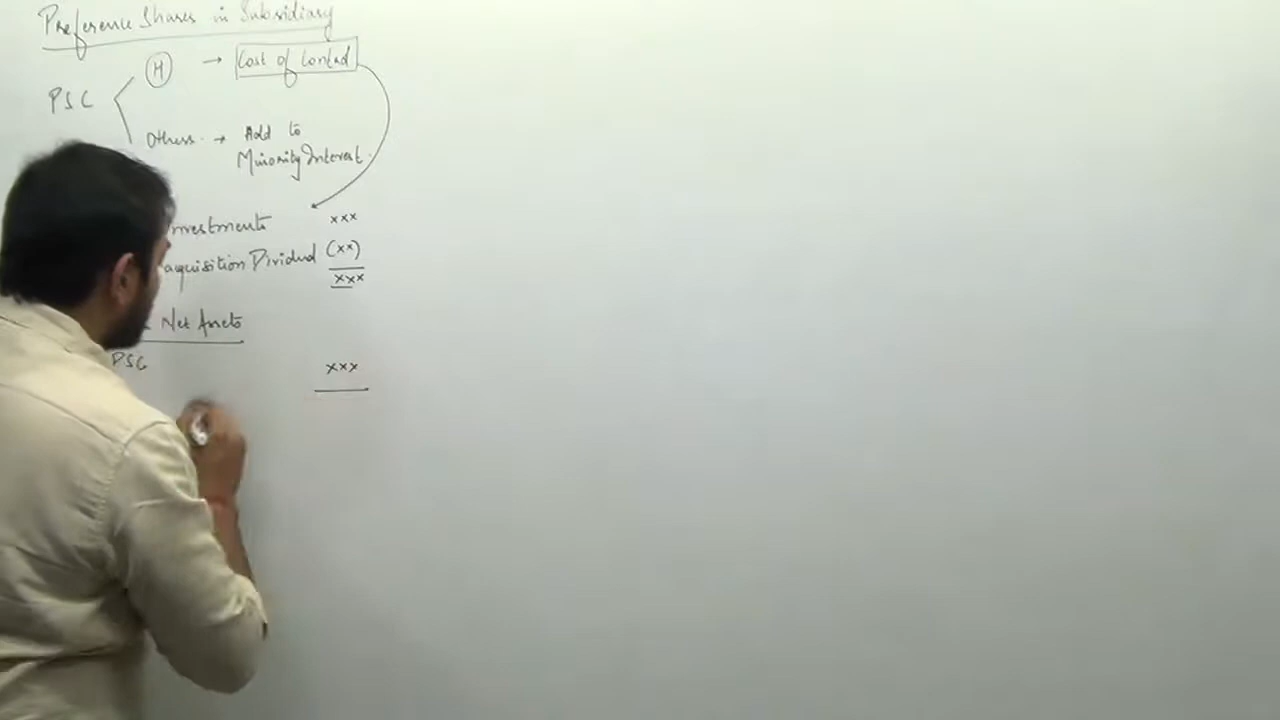 Preference Shares in Subsidiary
H → Cost of Control
PSC
Others → Add to
Minority Interest.
nvestments xxx
acquisition Dividend (xx)
xxx
Net Assets
PSC xxx